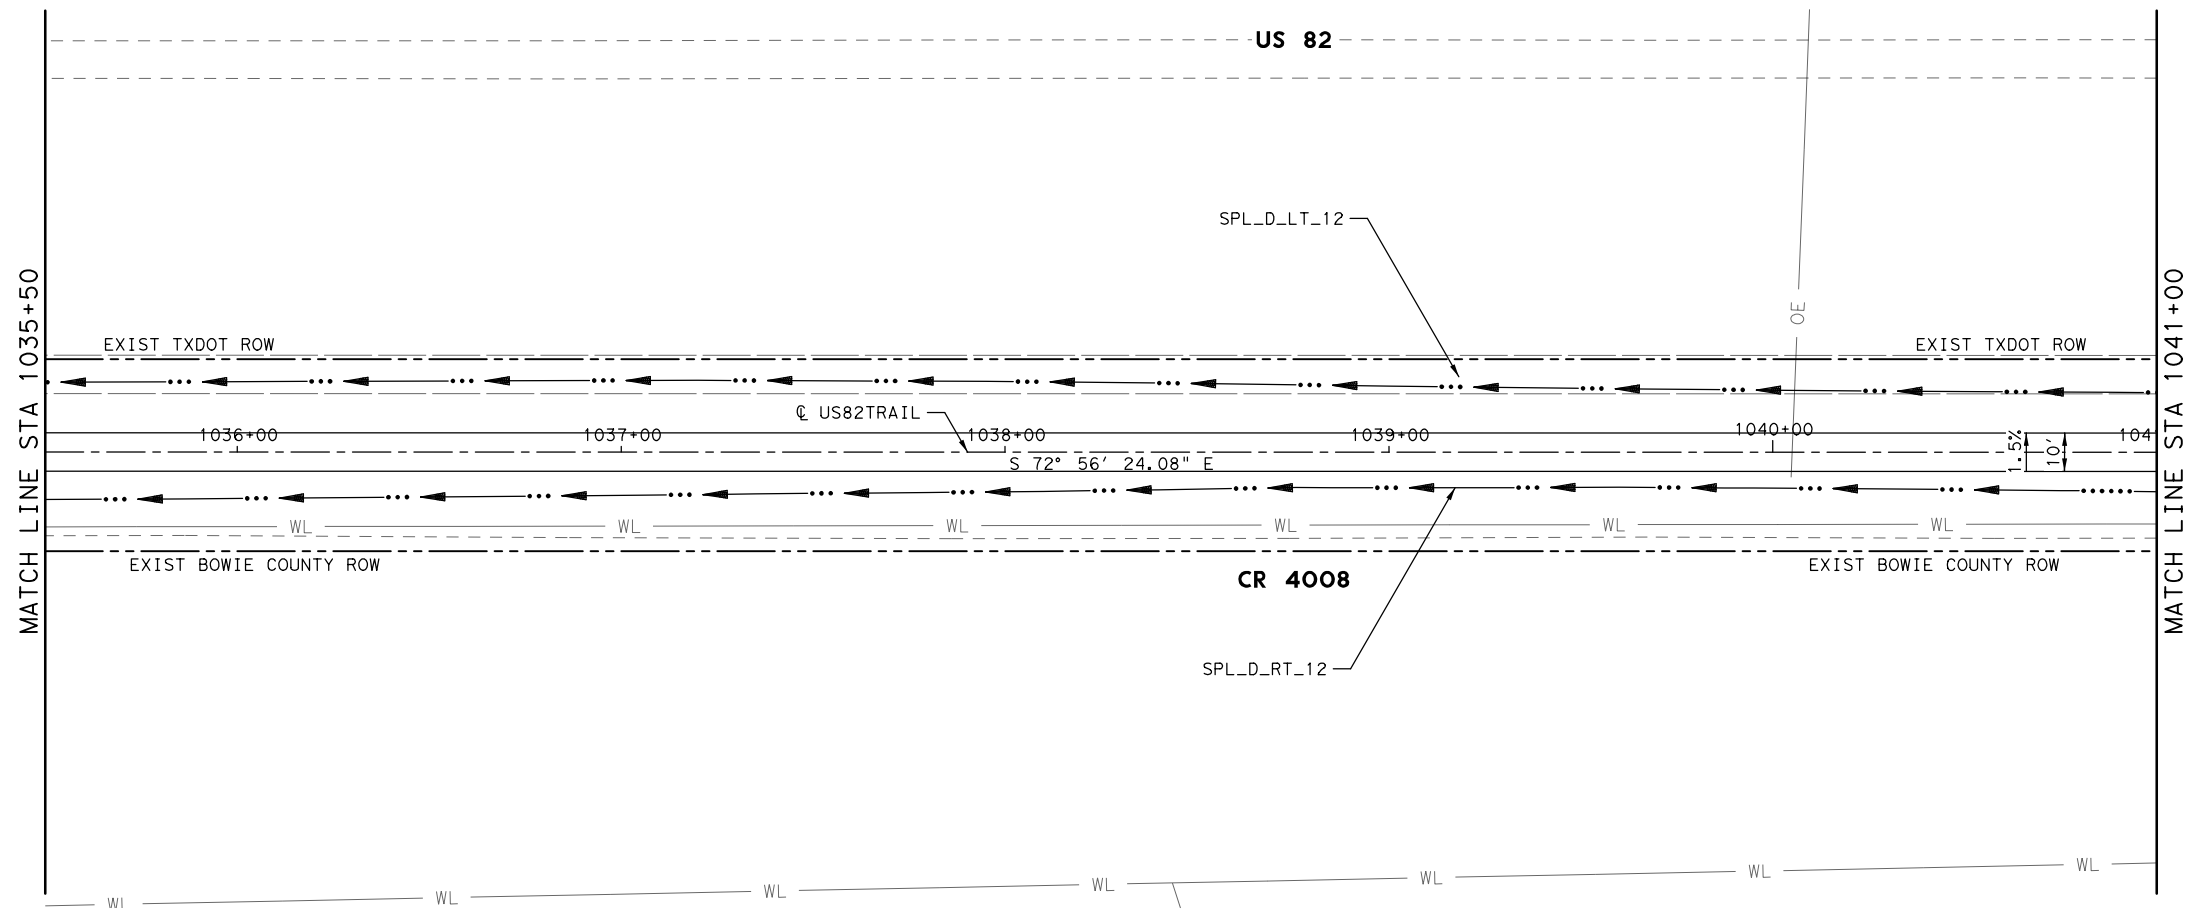 US 82
SPL_D_LT_12
OE
MATCH LINE STA 1035+50
MATCH LINE STA 1041+00
EXIST TXDOT ROW
EXIST TXDOT ROW
℄ US82TRAIL
1036+00
1037+00
1038+00
1039+00
1040+00
104
1.5%
10'
S 72° 56' 24.08" E
WL
WL
WL
WL
WL
WL
EXIST BOWIE COUNTY ROW
EXIST BOWIE COUNTY ROW
CR 4008
SPL_D_RT_12
WL
WL
WL
WL
WL
WL
WL